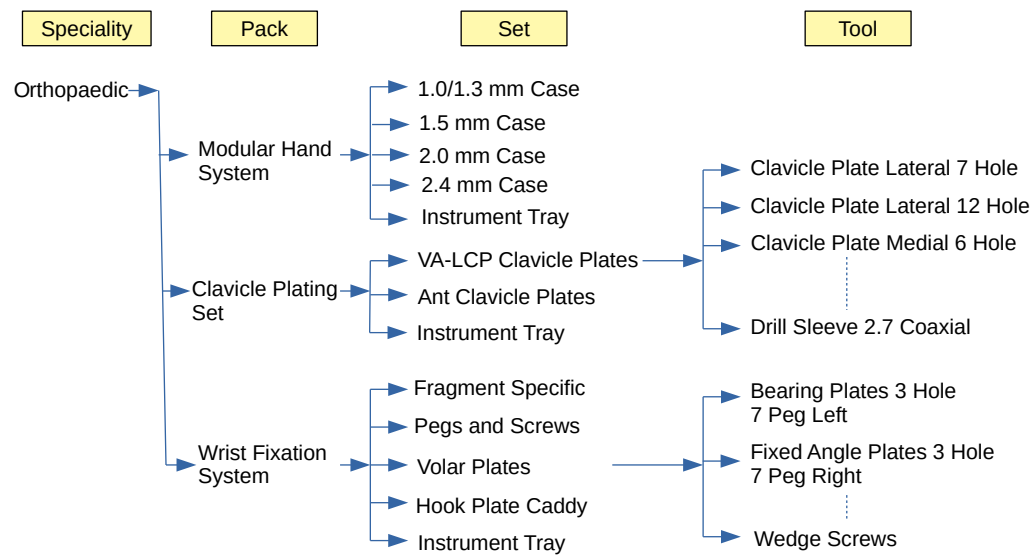 Speciality
Pack
Set
Tool
Orthopaedic
Modular Hand
System
1.0/1.3 mm Case
1.5 mm Case
2.0 mm Case
2.4 mm Case
Instrument Tray
Clavicle Plating
Set
VA-LCP Clavicle Plates
Ant Clavicle Plates
Instrument Tray
Clavicle Plate Lateral 7 Hole
Clavicle Plate Lateral 12 Hole
Clavicle Plate Medial 6 Hole
Drill Sleeve 2.7 Coaxial
Wrist Fixation
System
Fragment Specific
Pegs and Screws
Volar Plates
Hook Plate Caddy
Instrument Tray
Bearing Plates 3 Hole
7 Peg Left
Fixed Angle Plates 3 Hole
7 Peg Right
Wedge Screws